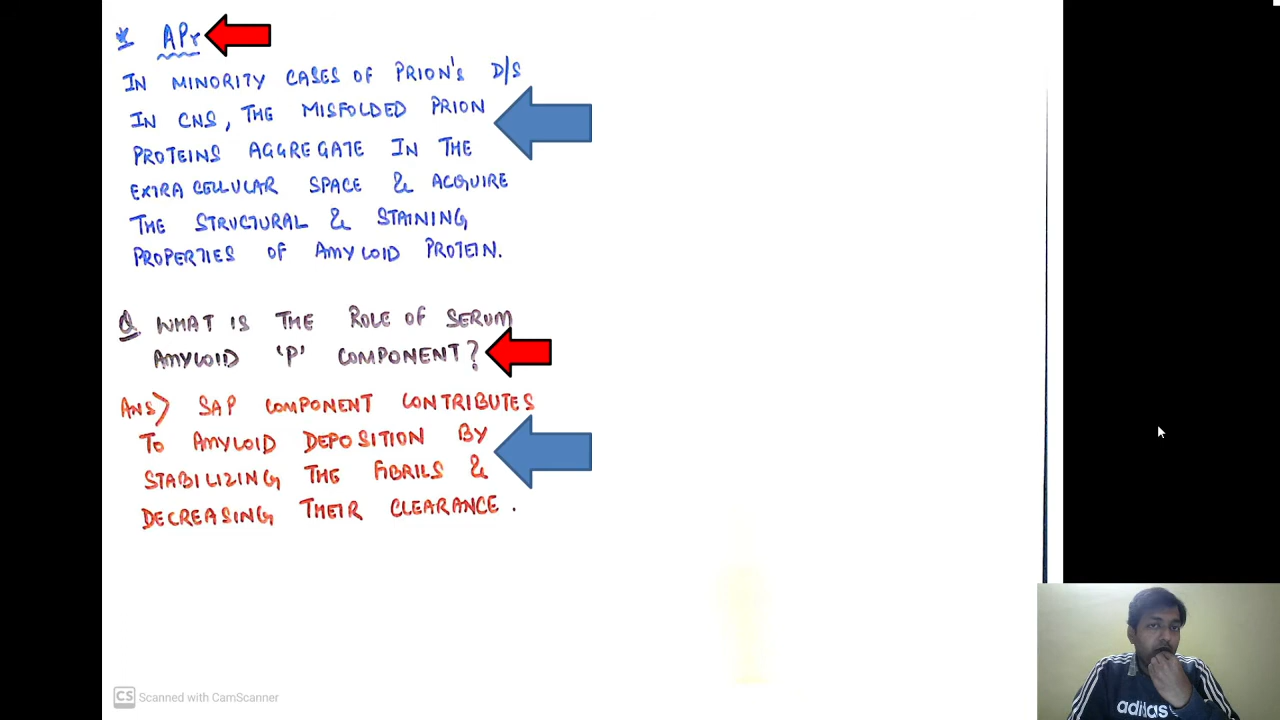 * APr
IN MINORITY CASES OF PRION'S D/S
IN CNS, THE MISFOLDED PRION
PROTEINS AGGREGATE IN THE
EXTRA CELLULAR SPACE & ACQUIRE
THE STRUCTURAL & STAINING
PROPERTIES OF AMYLOID PROTEIN.
Q. WHAT IS THE ROLE OF SERUM
AMYLOID 'P' COMPONENT?
ANS> SAP COMPONENT CONTRIBUTES
TO AMYLOID DEPOSITION BY
STABILIZING THE FIBRILS &
DECREASING THEIR CLEARANCE.
CS Scanned with CamScanner
adidas